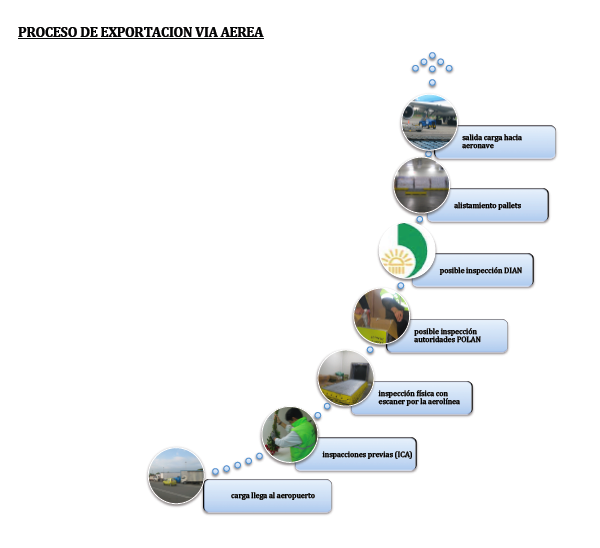 PROCESO DE EXPORTACION VIA AEREA
salida carga hacia
aeronave
alistamiento pallets
posible inspección DIAN
posible inspección
autoridades POLAN
inspección física con
escaner por la aerolínea
inspacciones previas (ICA)
carga llega al aeropuerto